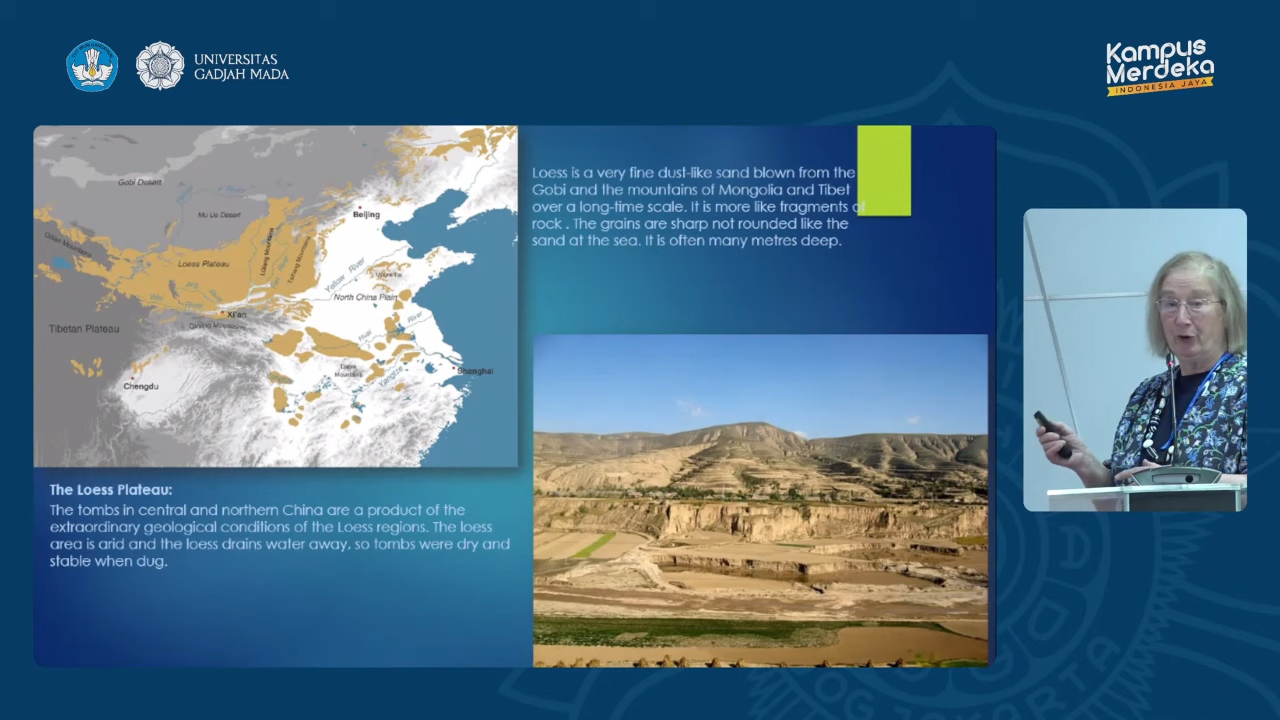 UNIVERSITAS
GADJAH MADA
Kampus
Merdeka
INDONESIA JAYA
Gobi Desert
Mu Us Desert
Beijing
Loess Plateau
Yellow River
North China Plain
Xi'an
Tibetan Plateau
Chengdu
Shanghai
Loess is a very fine dust-like sand blown from the
Gobi and the mountains of Mongolia and Tibet
over a long-time scale. It is more like fragments of
rock . The grains are sharp not rounded like the
sand at the sea. It is often many metres deep.
The Loess Plateau:
The tombs in central and northern China are a product of the
extraordinary geological conditions of the Loess regions. The loess
area is arid and the loess drains water away, so tombs were dry and
stable when dug.